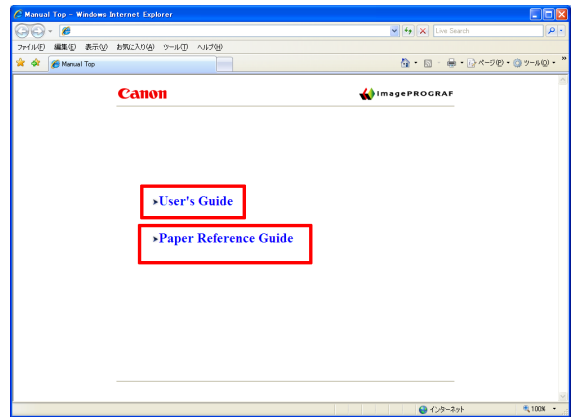 Manual Top - Windows Internet Explorer
Live Search
ファイル(F) 編集(E) 表示(V) お気に入り(A) ツール(T) ヘルプ(H)
Manual Top ページ(P) ツール(O) »
Canon imagePROGRAF
User's Guide
Paper Reference Guide
インターネット 100%